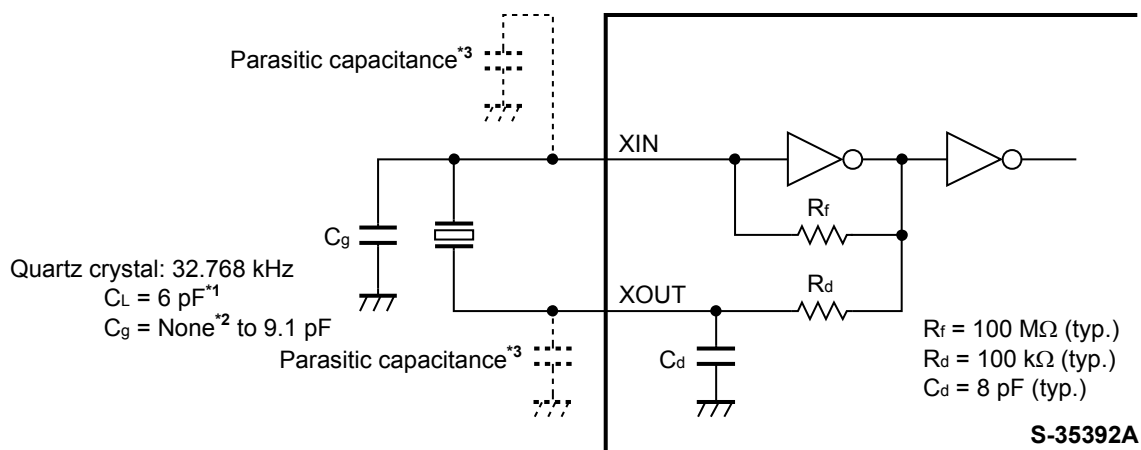 Parasitic capacitance*3
XIN
Rf
Cg
Quartz crystal: 32.768 kHz
CL = 6 pF*1
Cg = None*2 to 9.1 pF
XOUT
Rd
Parasitic capacitance*3
Cd
Rf = 100 MΩ (typ.)
Rd = 100 kΩ (typ.)
Cd = 8 pF (typ.)
S-35392A